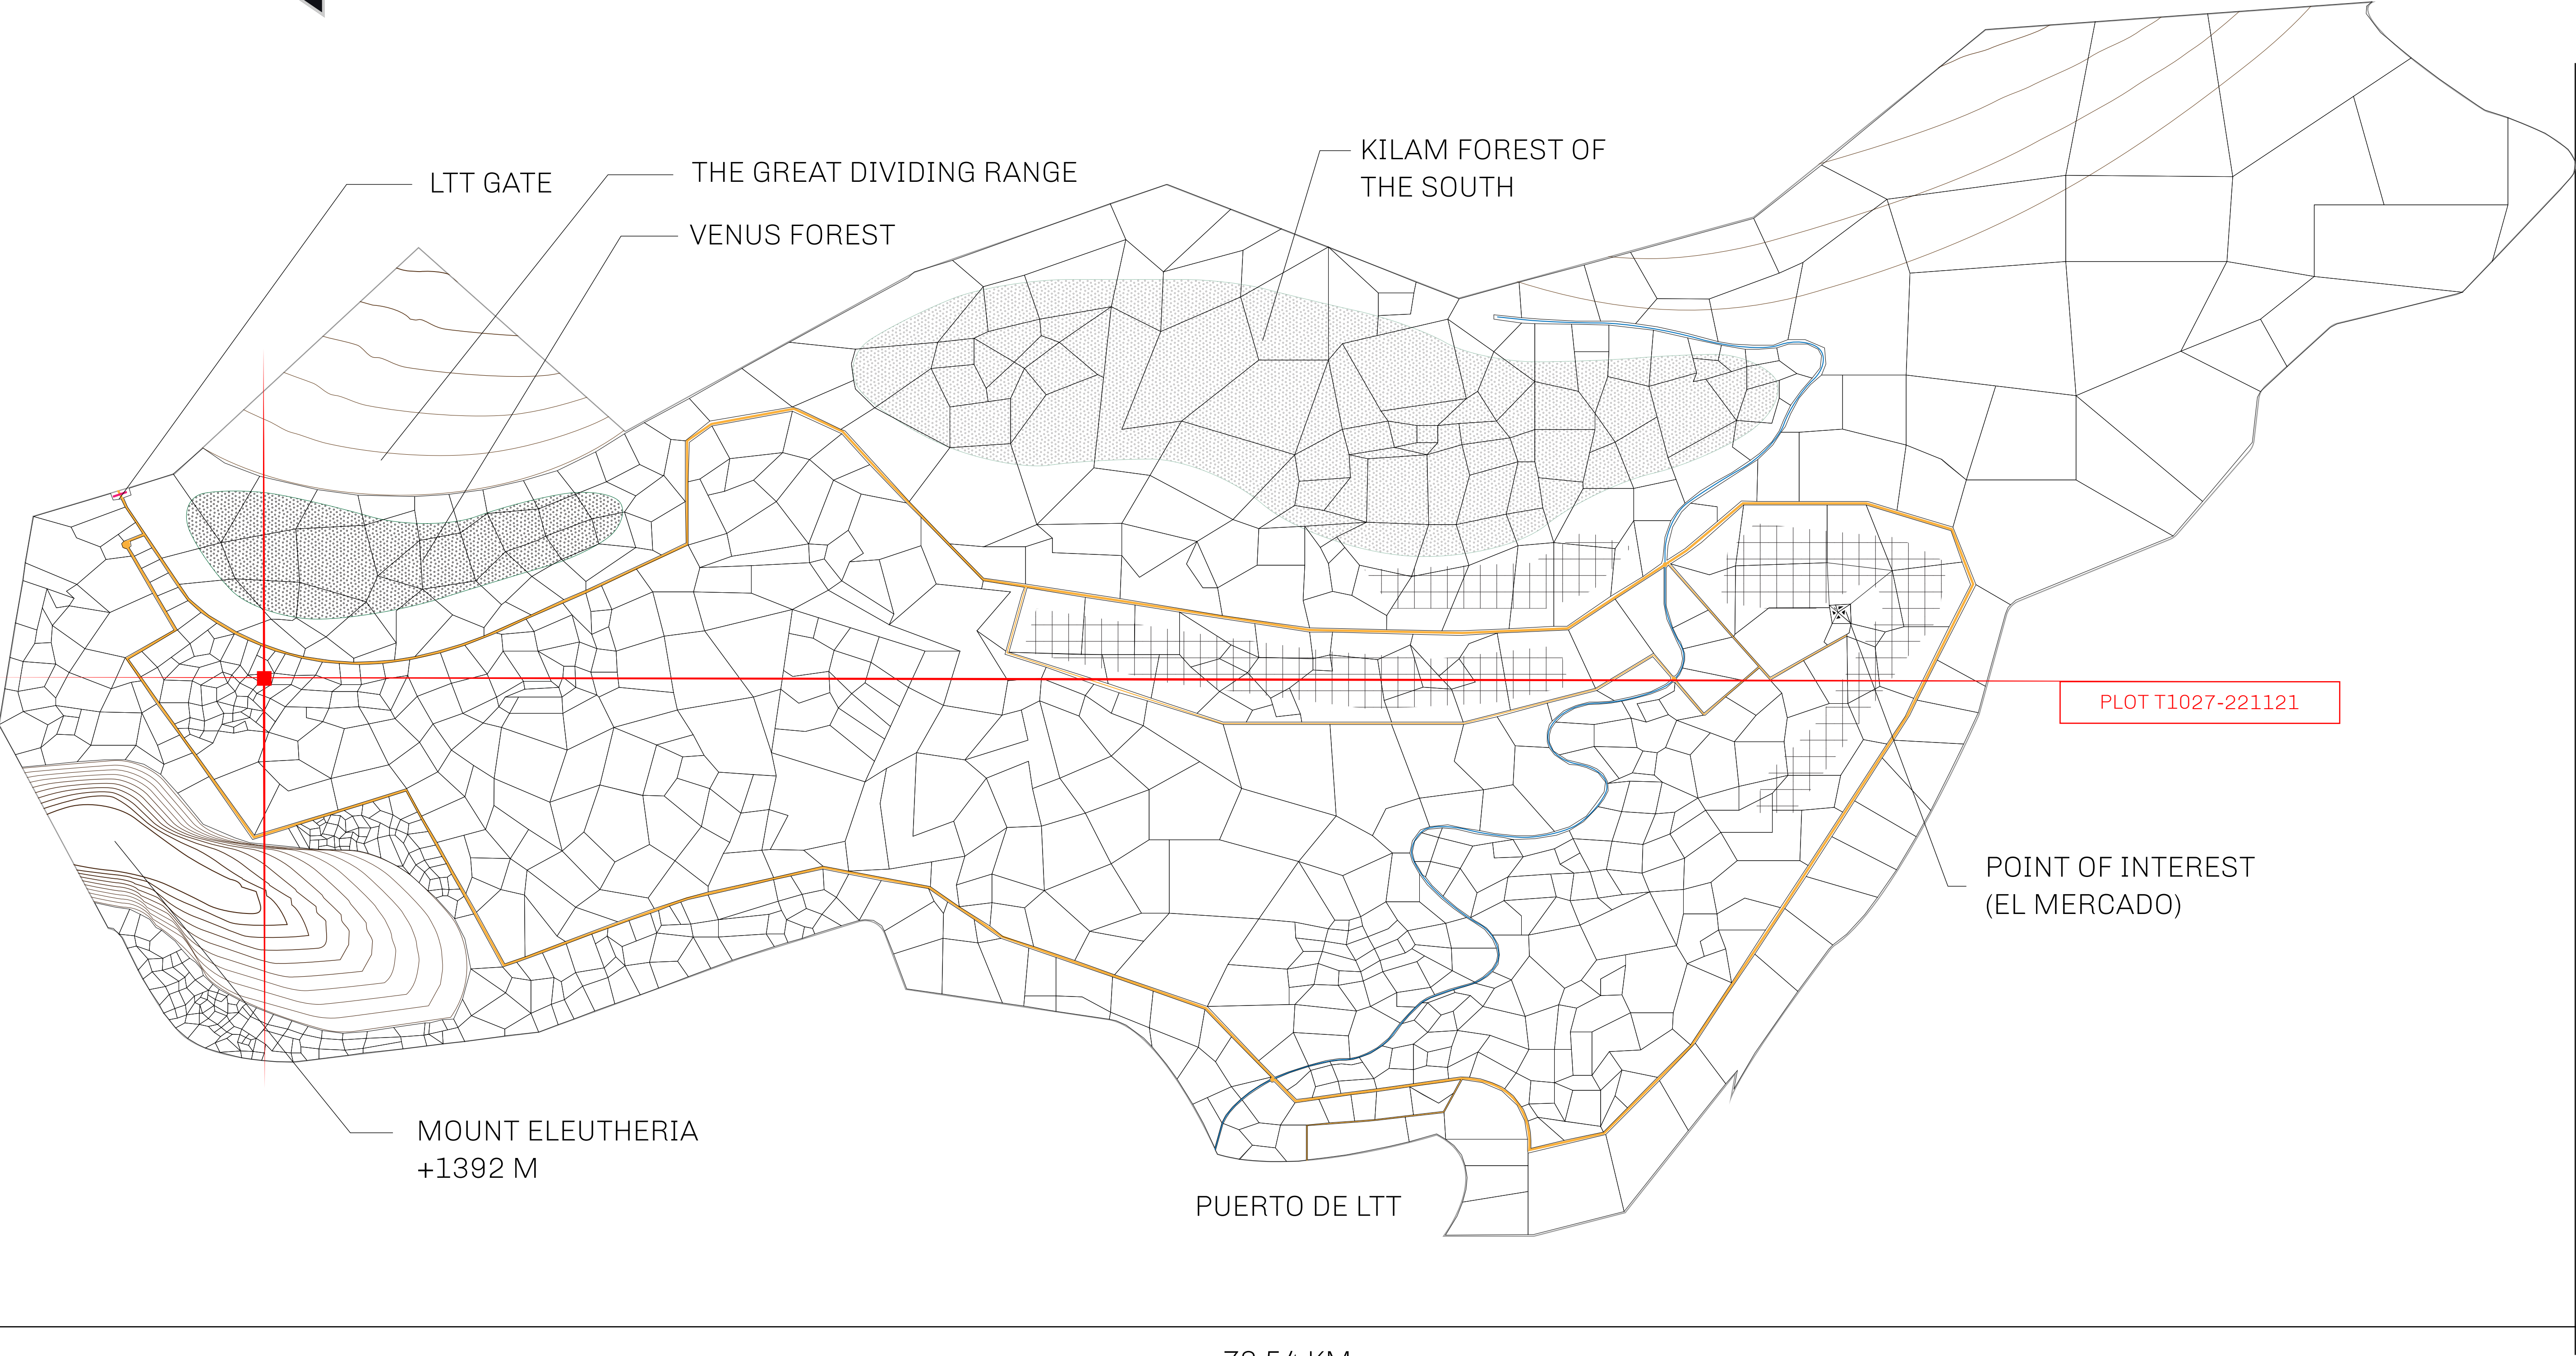 KILAM FOREST OF
THE SOUTH
THE GREAT DIVIDING RANGE
LTT GATE
VENUS FOREST
PLOT T1027-221121
POINT OF INTEREST
(EL MERCADO)
MOUNT ELEUTHERIA
+1392 M
PUERTO DE LTT
KM